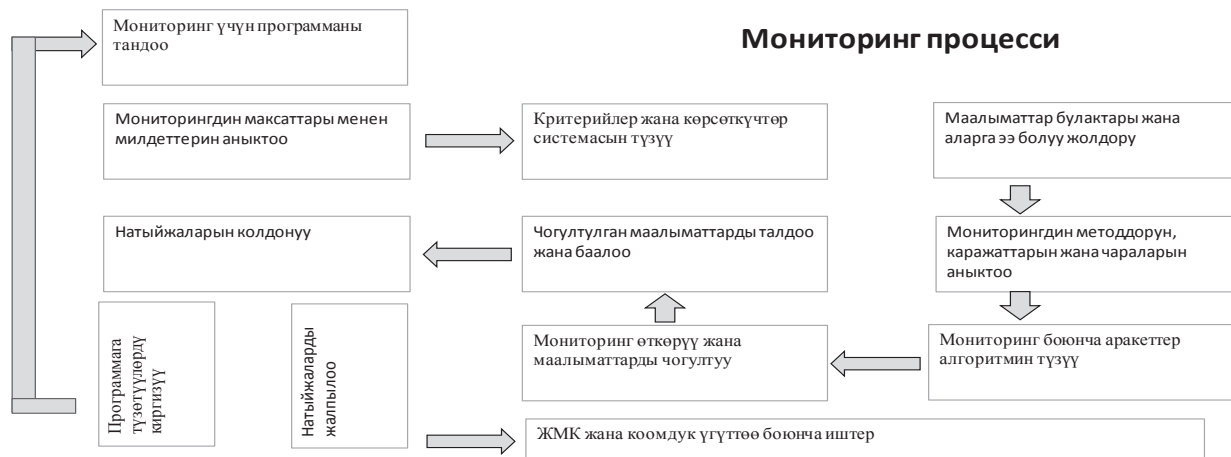 Мониторинг процесси
Мониторинг үчүн программаны
тандоо
Мониторингдин максаттары менен
милдеттерин аныктоо
Критерийлер жана көрсөткүчтөр
системасын түзүү
Маалыматтар булактары жана
аларга ээ болуу жолдору
Натыйжаларын колдонуу
Чогултулган маалыматтарды талдоо
жана баалоо
Мониторингдин методдорун,
каражаттарын жана чараларын
аныктоо
Программага
түзөтүүлөрдү
киргизүү
Натыйжаларды
жалпылоо
Мониторинг өткөрүү жана
маалыматтарды чогултуу
Мониторинг боюнча аракеттер
алгоритмин түзүү
ЖМК жана коомдук үгүттөө боюнча иштер